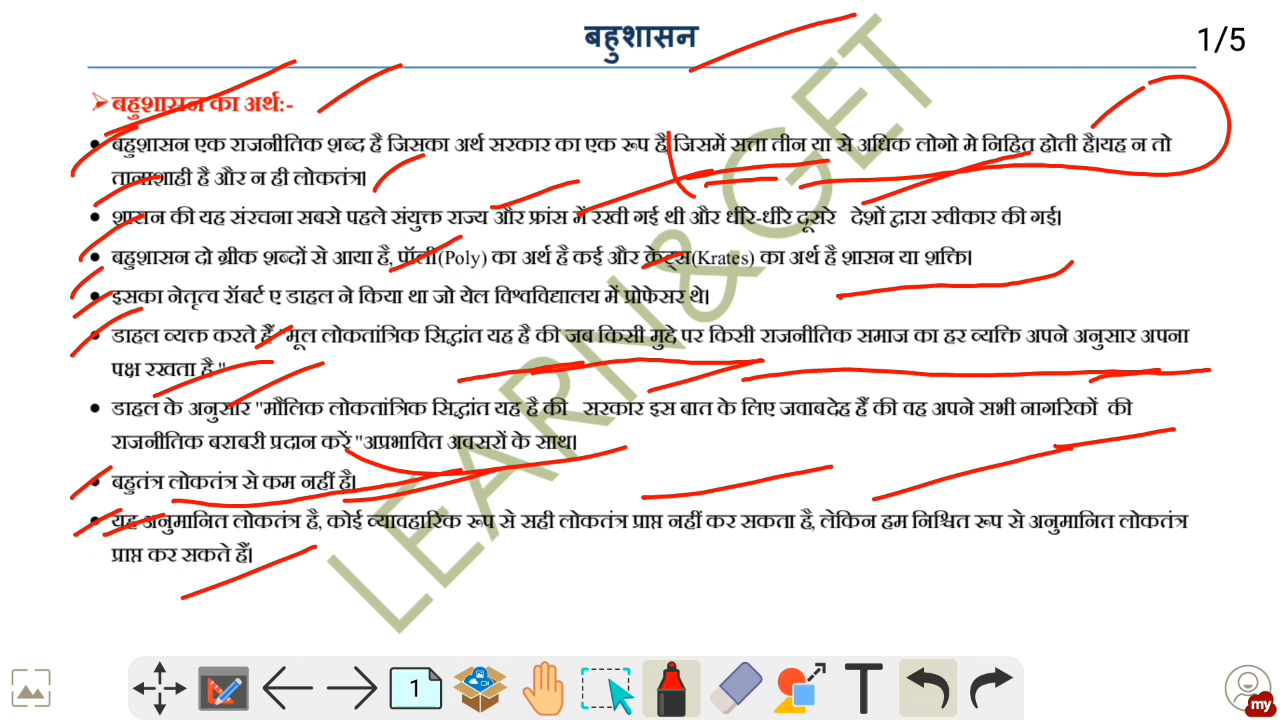 बहुशासन
1/5
➢बहुशासन का अर्थ:-
• बहुशासन एक राजनीतिक शब्द है जिसका अर्थ सरकार का एक रूप है जिसमें सत्ता तीन या से अधिक लोगो मे निहित होती है।यह न तो
तानाशाही है और न ही लोकतंत्र।
• शासन की यह संरचना सबसे पहले संयुक्त राज्य और फ्रांस में रखी गई थी और धीरे-धीरे दूसरे देशों द्वारा स्वीकार की गई।
• बहुशासन दो ग्रीक शब्दों से आया है, पॉली(Poly) का अर्थ है कई और क्रेट्स(Krates) का अर्थ है शासन या शक्ति।
• इसका नेतृत्व रॉबर्ट ए डाहल ने किया था जो येल विश्वविद्यालय में प्रोफेसर थे।
• डाहल व्यक्त करते हैं "मूल लोकतांत्रिक सिद्धांत यह है की जब किसी मुद्दे पर किसी राजनीतिक समाज का हर व्यक्ति अपने अनुसार अपना
पक्ष रखता है "
• डाहल के अनुसार "मौलिक लोकतांत्रिक सिद्धांत यह है की सरकार इस बात के लिए जवाबदेह हैं की वह अपने सभी नागरिकों की
राजनीतिक बराबरी प्रदान करें "अप्रभावित अवसरों के साथ।
• बहुतंत्र लोकतंत्र से कम नहीं है।
• यह अनुमानित लोकतंत्र है, कोई व्यावहारिक रूप से सही लोकतंत्र प्राप्त नहीं कर सकता है, लेकिन हम निश्चित रूप से अनुमानित लोकतंत्र
प्राप्त कर सकते हैं।
LEARN&GET
1
T
my